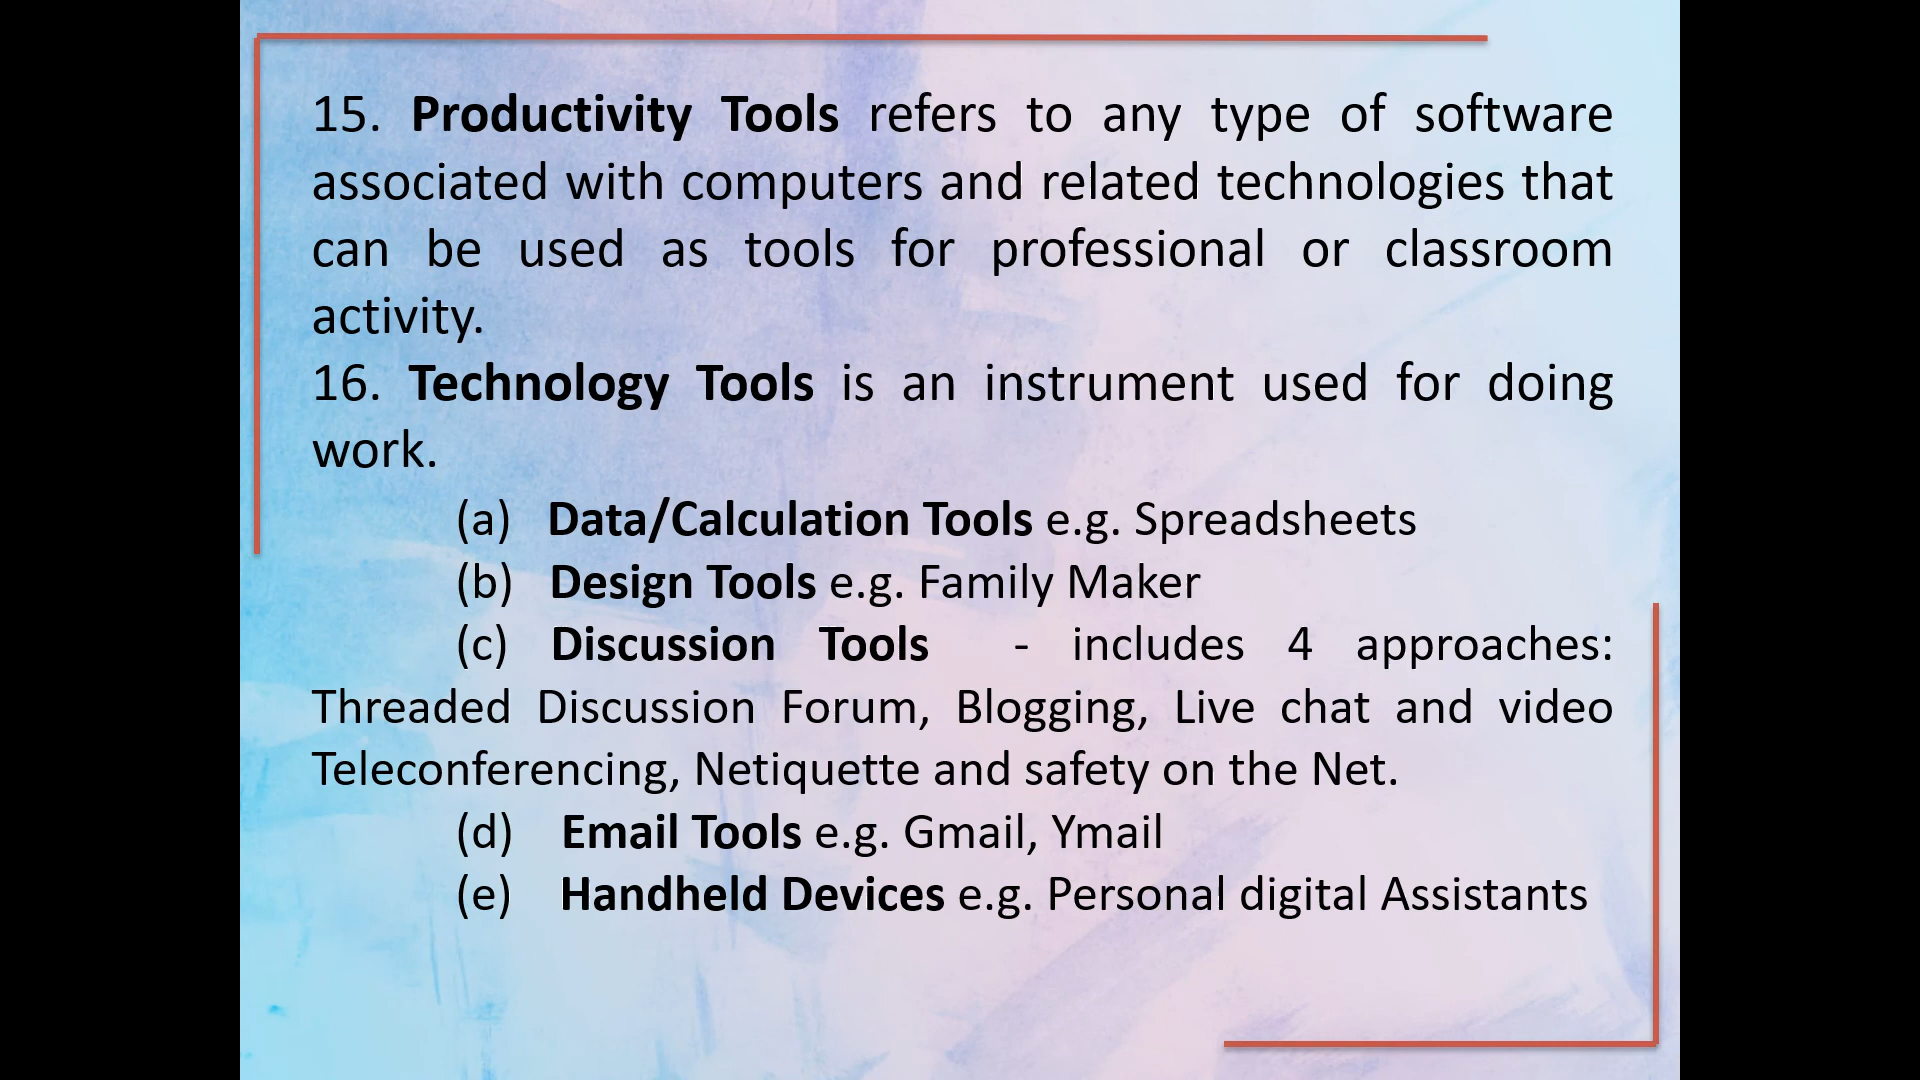 15. Productivity Tools refers to any type of software
associated with computers and related technologies that
can be used as tools for professional or classroom
activity.
16. Technology Tools is an instrument used for doing
work.
(a) Data/Calculation Tools e.g. Spreadsheets
(b) Design Tools e.g. Family Maker
(c) Discussion Tools - includes 4 approaches:
Threaded Discussion Forum, Blogging, Live chat and video
Teleconferencing, Netiquette and safety on the Net.
(d) Email Tools e.g. Gmail, Ymail
(e) Handheld Devices e.g. Personal digital Assistants